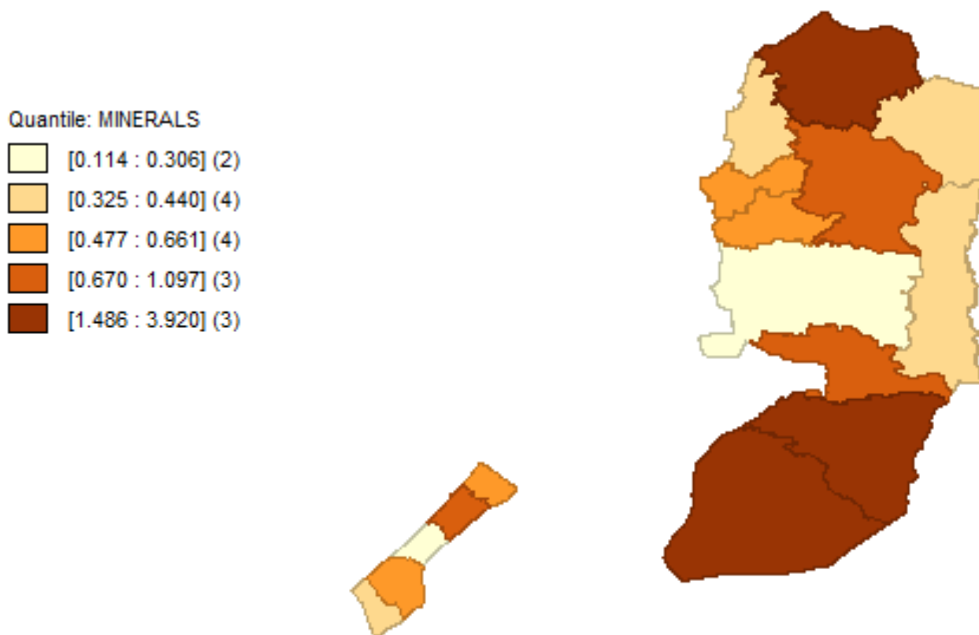 Quantile: MINERALS
[0.114 : 0.306] (2)
[0.325 : 0.440] (4)
[0.477 : 0.661] (4)
[0.670 : 1.097] (3)
[1.486 : 3.920] (3)